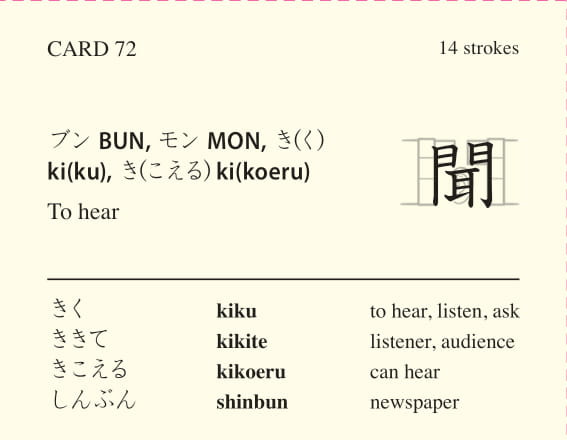 CARD 72 14 strokes
ブン BUN, モン MON, き(く)
ki(ku), き(こえる) ki(koeru)
聞
To hear
きく kiku to hear, listen, ask
ききて kikite listener, audience
きこえる kikoeru can hear
しんぶん shinbun newspaper